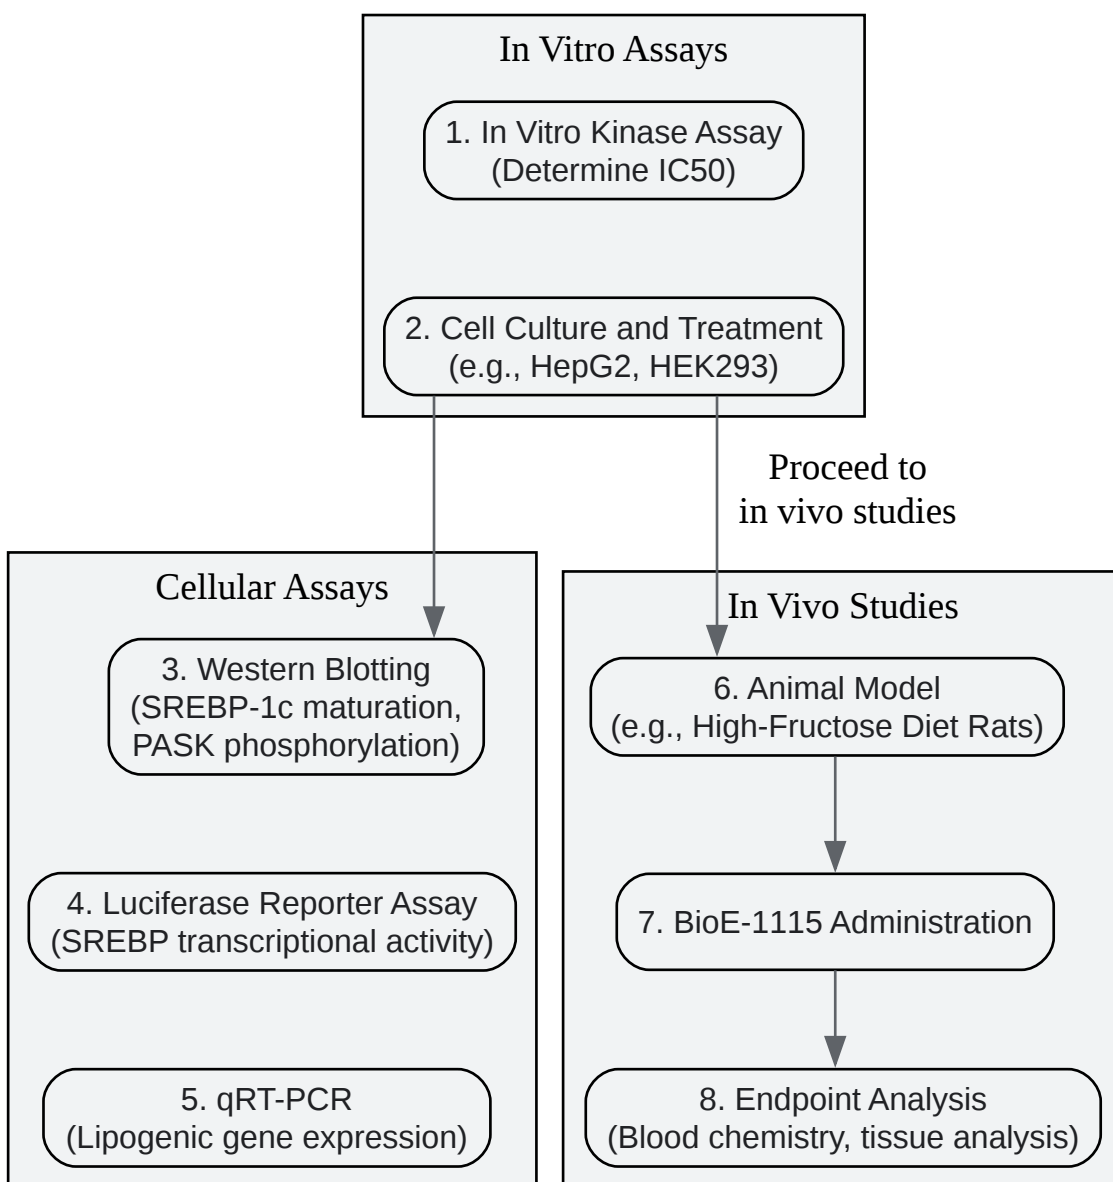 In Vitro Assays
1. In Vitro Kinase Assay
(Determine IC50)
2. Cell Culture and Treatment
(e.g., HepG2, HEK293)
Proceed to
in vivo studies
Cellular Assays
3. Western Blotting
(SREBP-1c maturation,
PASK phosphorylation)
4. Luciferase Reporter Assay
(SREBP transcriptional activity)
5. qRT-PCR
(Lipogenic gene expression)
In Vivo Studies
6. Animal Model
(e.g., High-Fructose Diet Rats)
7. BioE-1115 Administration
8. Endpoint Analysis
(Blood chemistry, tissue analysis)